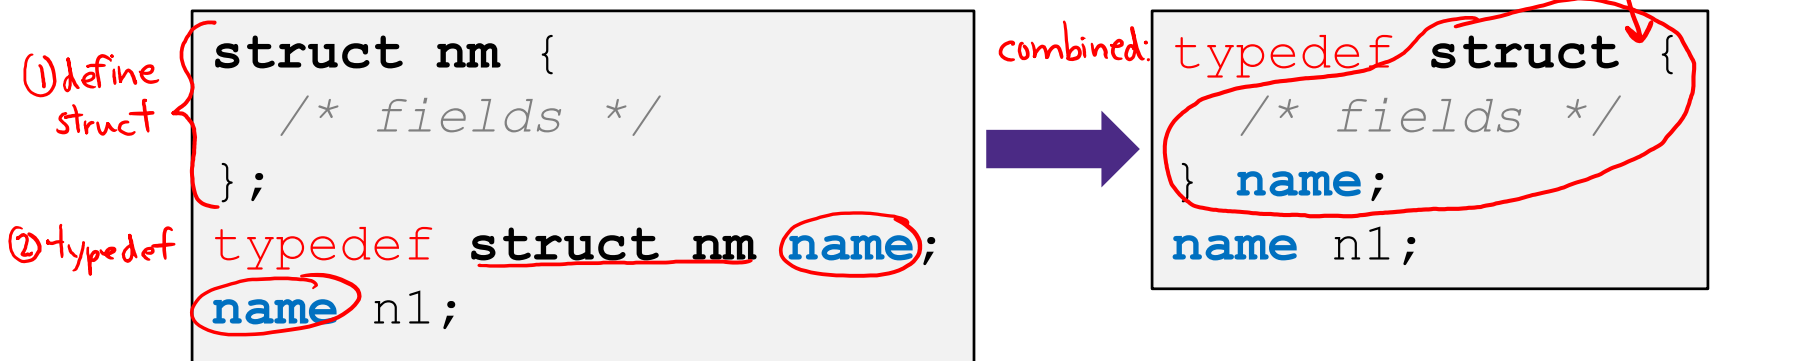 ① define
struct
struct nm {
/* fields */
};
② typedef
typedef struct nm name;
name n1;
combined:
typedef struct {
/* fields */
} name;
name n1;